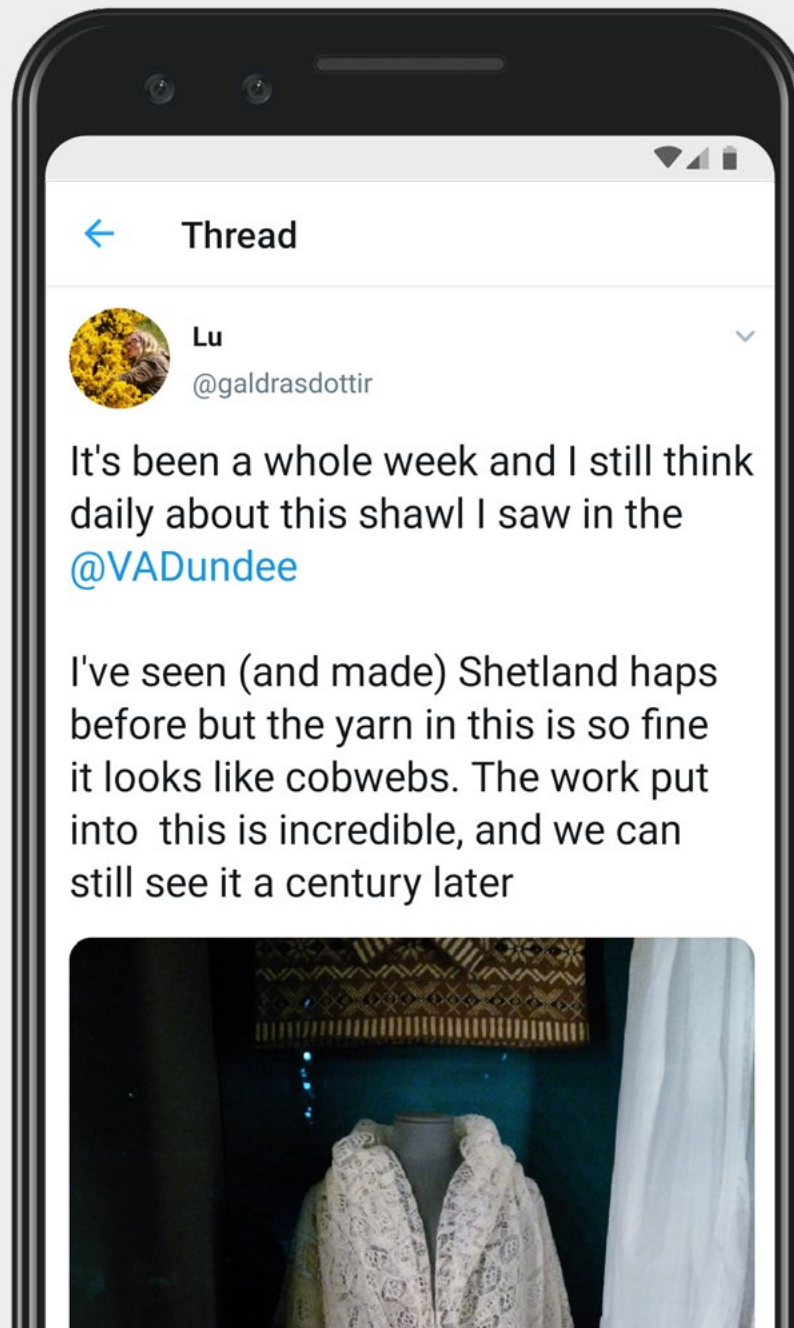 Thread
Lu
@galdrasdottir
It's been a whole week and I still think
daily about this shawl I saw in the
@VADundee
I've seen (and made) Shetland haps
before but the yarn in this is so fine
it looks like cobwebs. The work put
into  this is incredible, and we can
still see it a century later